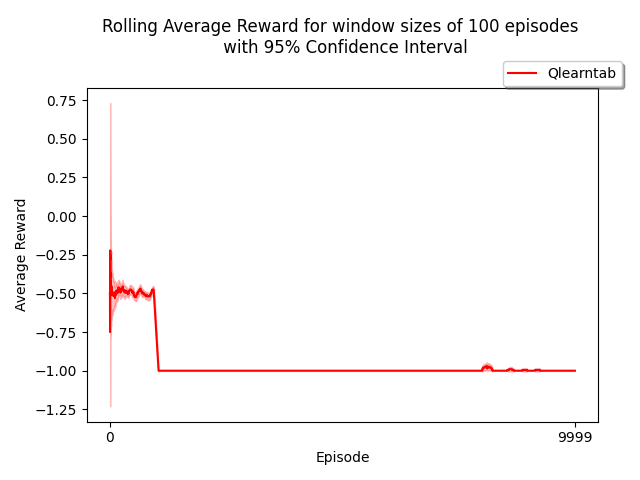 Rolling Average Reward for window sizes of 100 episodes
with 95% Confidence Interval
Qlearntab
0.75
0.50
0.25
0.00
−0.25
−0.50
−0.75
−1.00
−1.25
Average Reward
0 9999
Episode